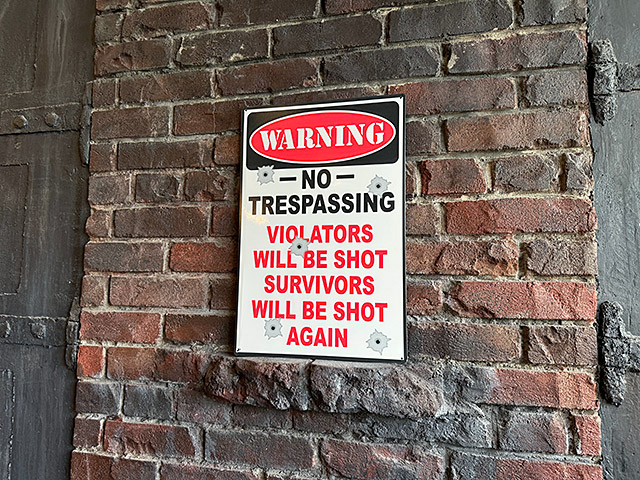 WARNING
— NO —
TRESPASSING
VIOLATORS
WILL BE SHOT
SURVIVORS
WILL BE SHOT
AGAIN